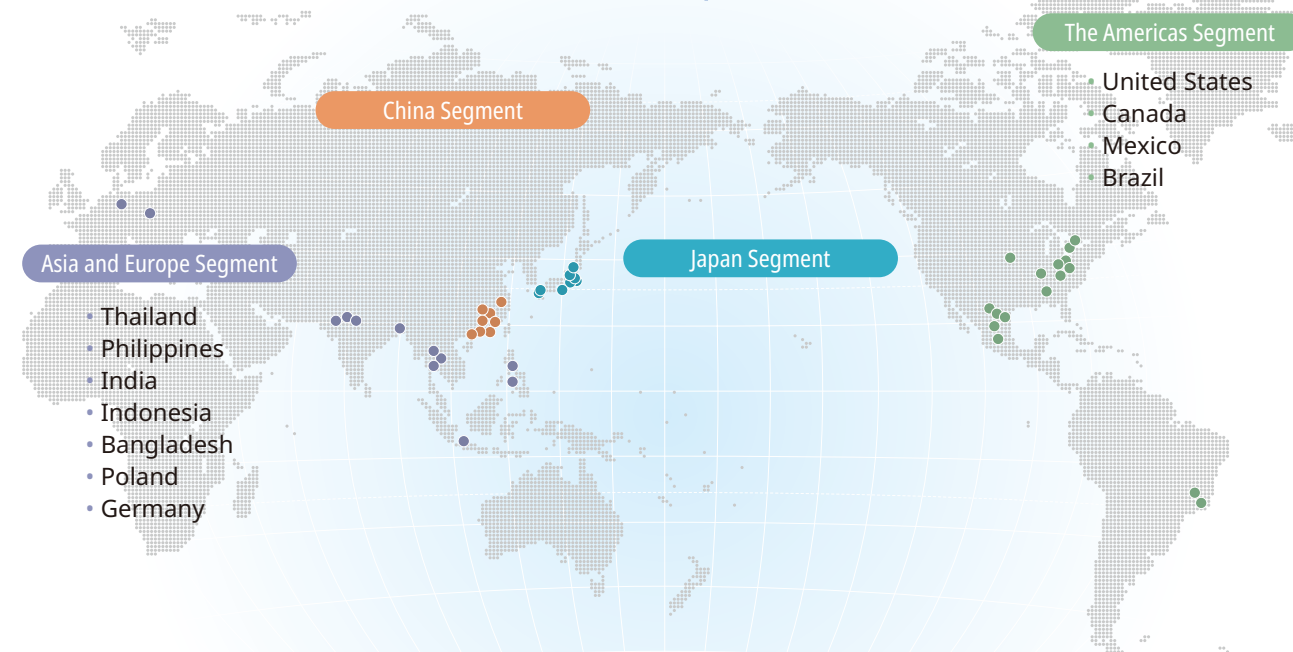 The Americas Segment
• United States
• Canada
• Mexico
• Brazil
China Segment
Japan Segment
Asia and Europe Segment
• Thailand
• Philippines
• India
• Indonesia
• Bangladesh
• Poland
• Germany